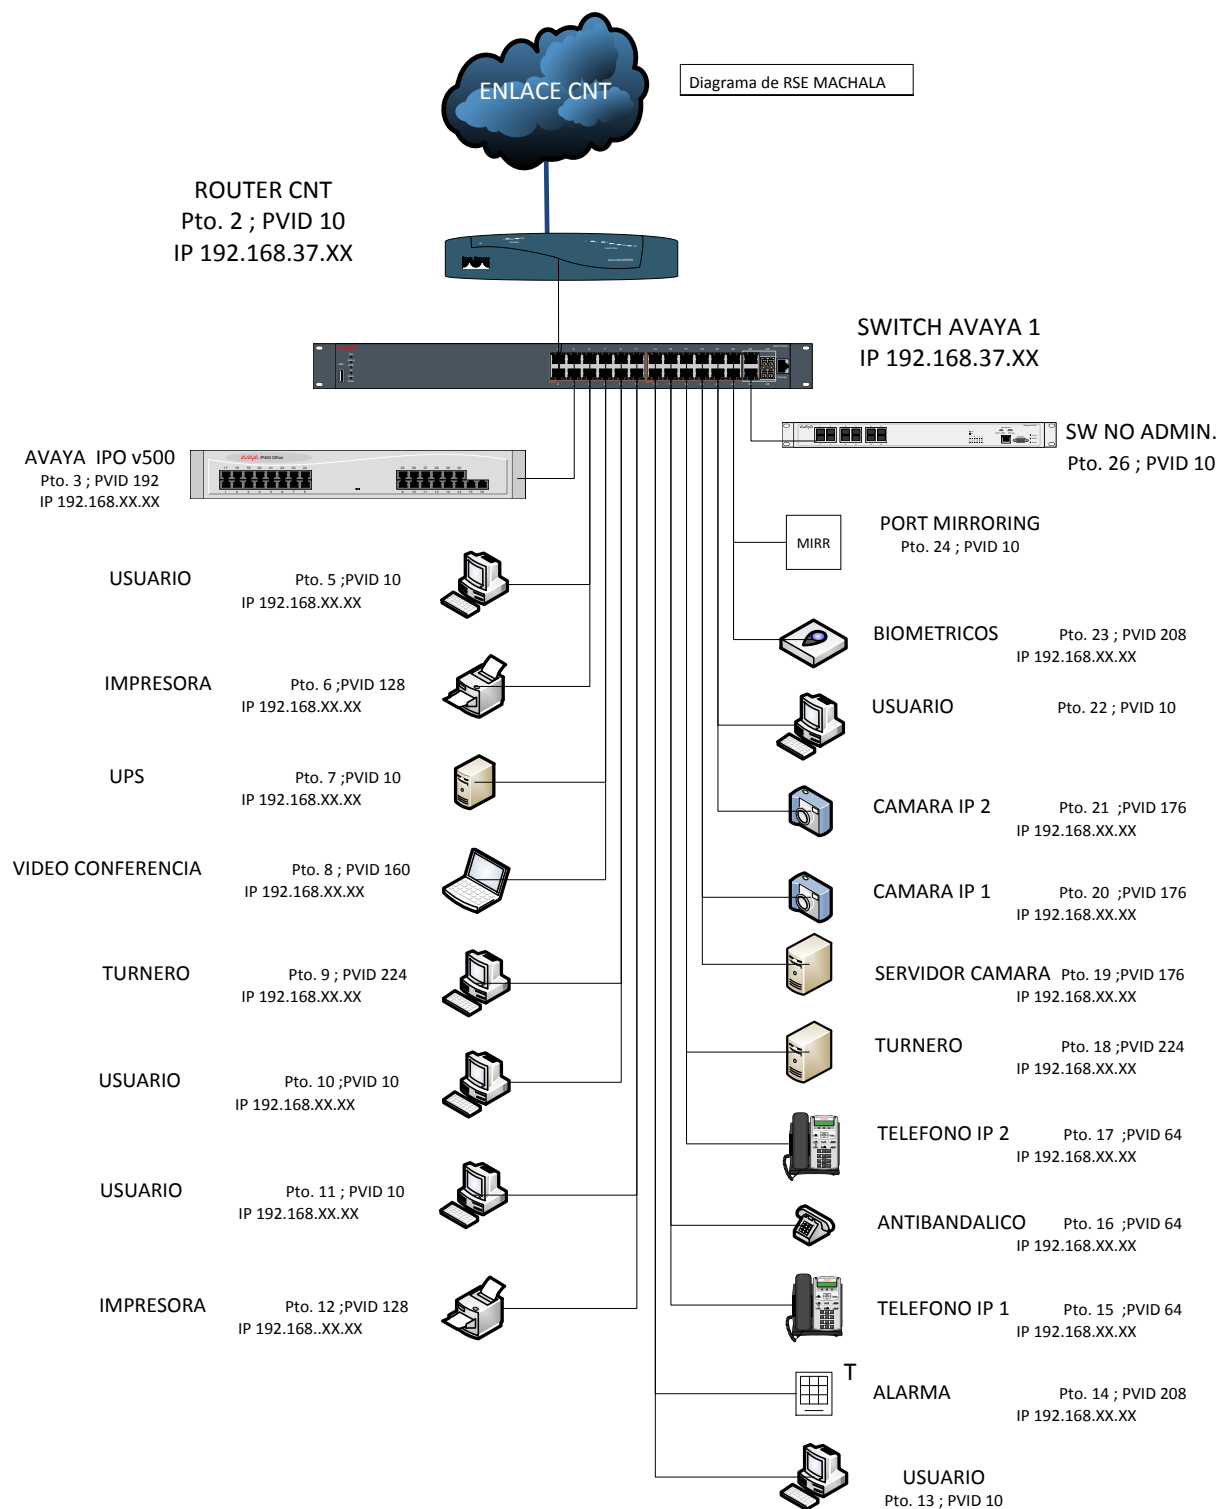 ENLACE CNT
Diagrama de RSE MACHALA
ROUTER CNT
Pto. 2 ; PVID 10
IP 192.168.37.XX
SWITCH AVAYA 1
IP 192.168.37.XX
SW NO ADMIN.
Pto. 26 ; PVID 10
AVAYA IPO v500
Pto. 3 ; PVID 192
IP 192.168.XX.XX
PORT MIRRORING
Pto. 24 ; PVID 10
MIRR
USUARIO Pto. 5 ;PVID 10
IP 192.168.XX.XX
BIOMETRICOS Pto. 23 ; PVID 208
IP 192.168.XX.XX
IMPRESORA Pto. 6 ;PVID 128
IP 192.168.XX.XX
USUARIO Pto. 22 ; PVID 10
UPS Pto. 7 ;PVID 10
IP 192.168.XX.XX
CAMARA IP 2 Pto. 21 ;PVID 176
IP 192.168.XX.XX
VIDEO CONFERENCIA Pto. 8 ; PVID 160
IP 192.168.XX.XX
CAMARA IP 1 Pto. 20 ;PVID 176
IP 192.168.XX.XX
TURNERO Pto. 9 ; PVID 224
IP 192.168.XX.XX
SERVIDOR CAMARA Pto. 19 ;PVID 176
IP 192.168.XX.XX
TURNERO Pto. 18 ;PVID 224
IP 192.168.XX.XX
USUARIO Pto. 10 ;PVID 10
IP 192.168.XX.XX
TELEFONO IP 2 Pto. 17 ;PVID 64
IP 192.168.XX.XX
USUARIO Pto. 11 ; PVID 10
IP 192.168.XX.XX
ANTIBANDALICO Pto. 16 ;PVID 64
IP 192.168.XX.XX
IMPRESORA Pto. 12 ;PVID 128
IP 192.168..XX.XX
TELEFONO IP 1 Pto. 15 ;PVID 64
IP 192.168.XX.XX
T
ALARMA Pto. 14 ; PVID 208
IP 192.168.XX.XX
USUARIO
Pto. 13 ; PVID 10